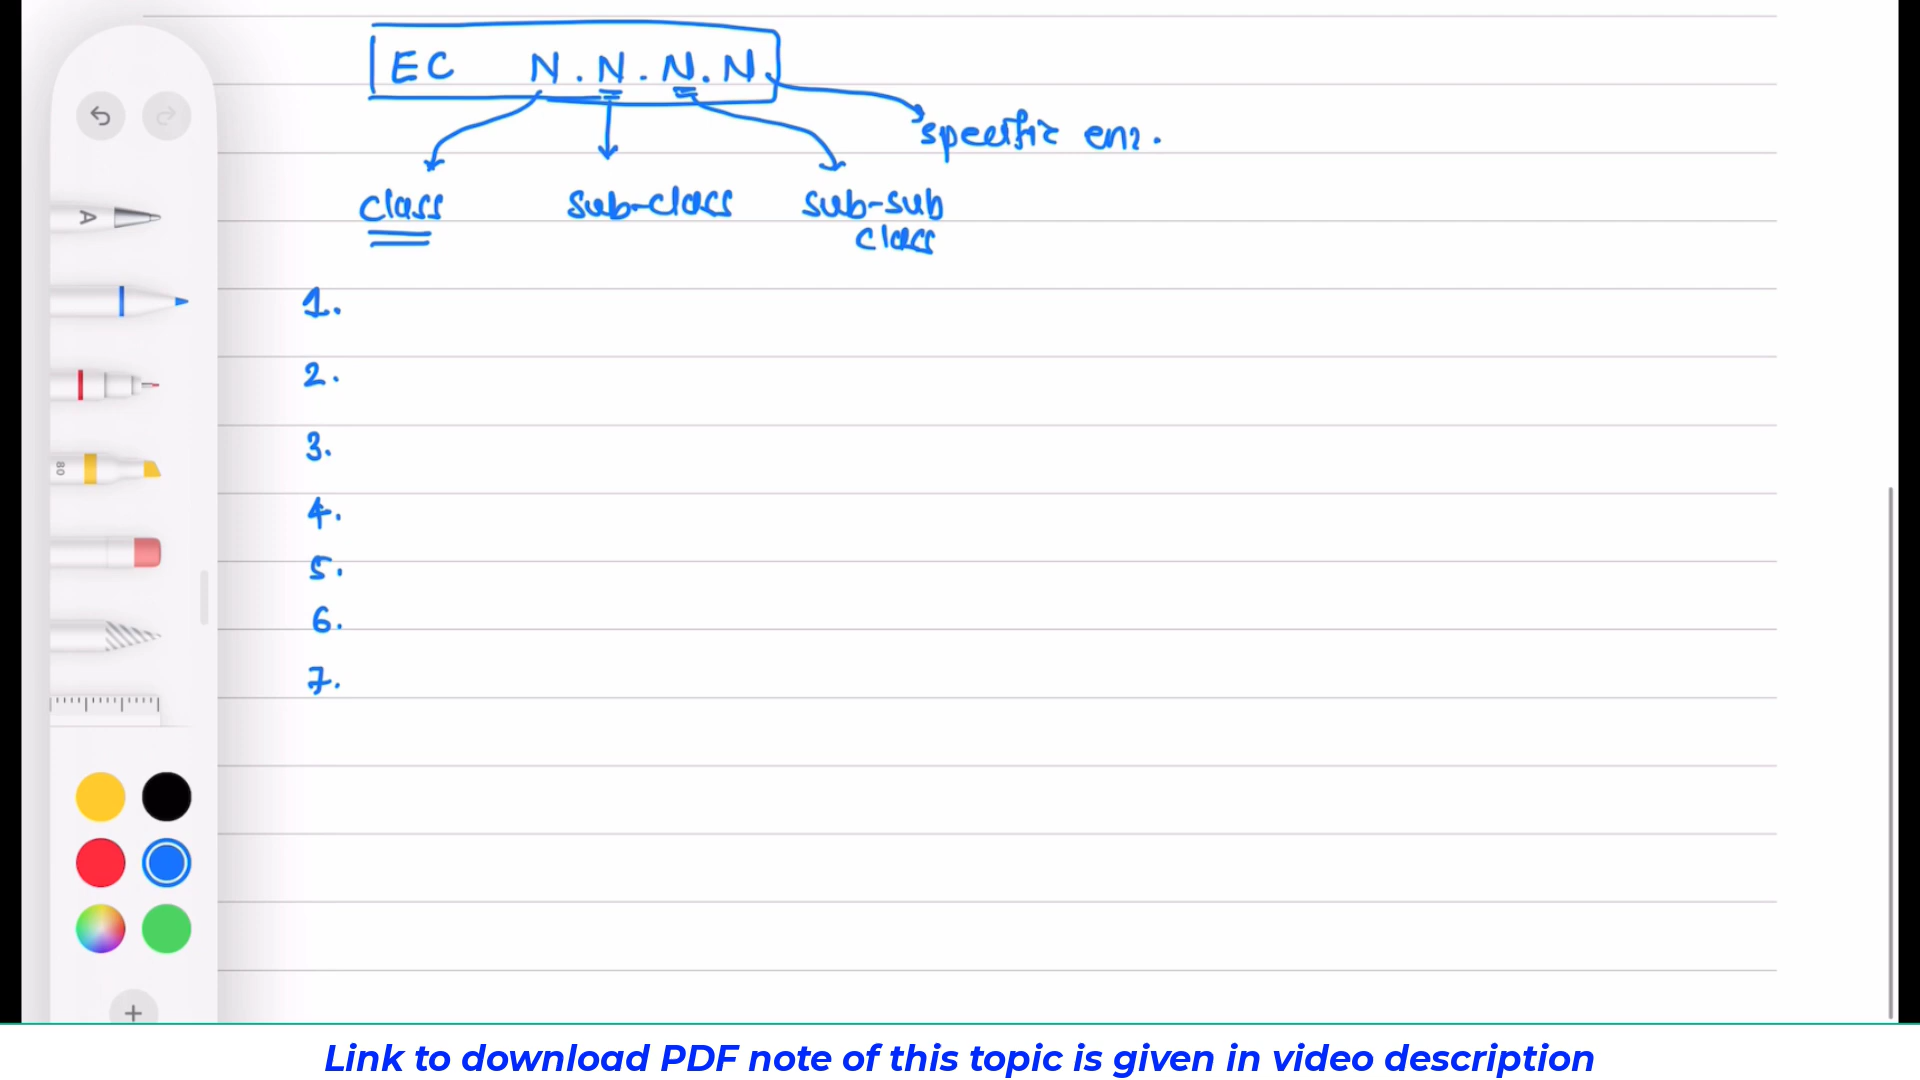 EC N . N . N . N .
specific enz.
class sub-class sub-sub
class
1.
2.
3.
4.
5.
6.
7.
A
80
Link to download PDF note of this topic is given in video description